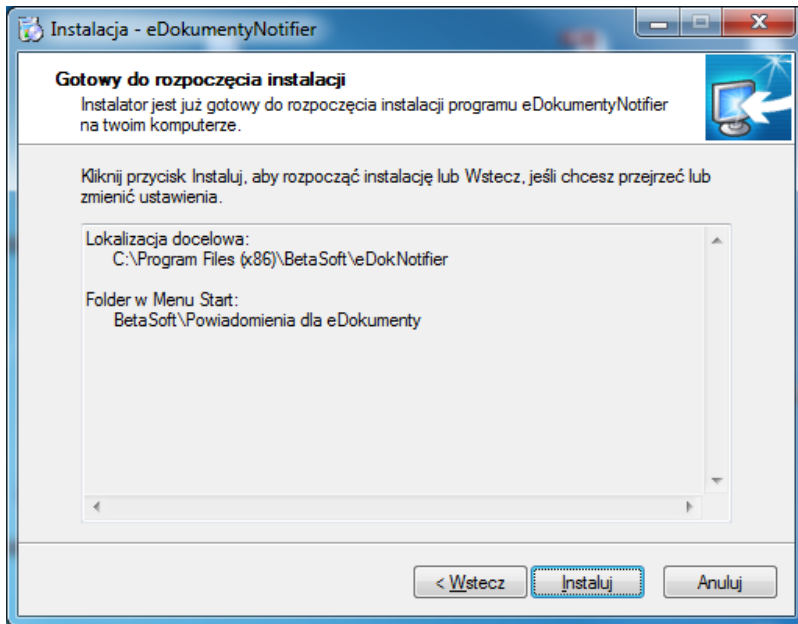 Instalacja - eDokumentyNotifier
Gotowy do rozpoczęcia instalacji
Instalator jest już gotowy do rozpoczęcia instalacji programu eDokumentyNotifier
na twoim komputerze.
Kliknij przycisk Instaluj, aby rozpocząć instalację lub Wstecz, jeśli chcesz przejrzeć lub
zmienić ustawienia.
Lokalizacja docelowa:
C:\Program Files (x86)\BetaSoft\eDokNotifier
Folder w Menu Start:
BetaSoft\Powiadomienia dla eDokumenty
< Wstecz
Instaluj
Anuluj